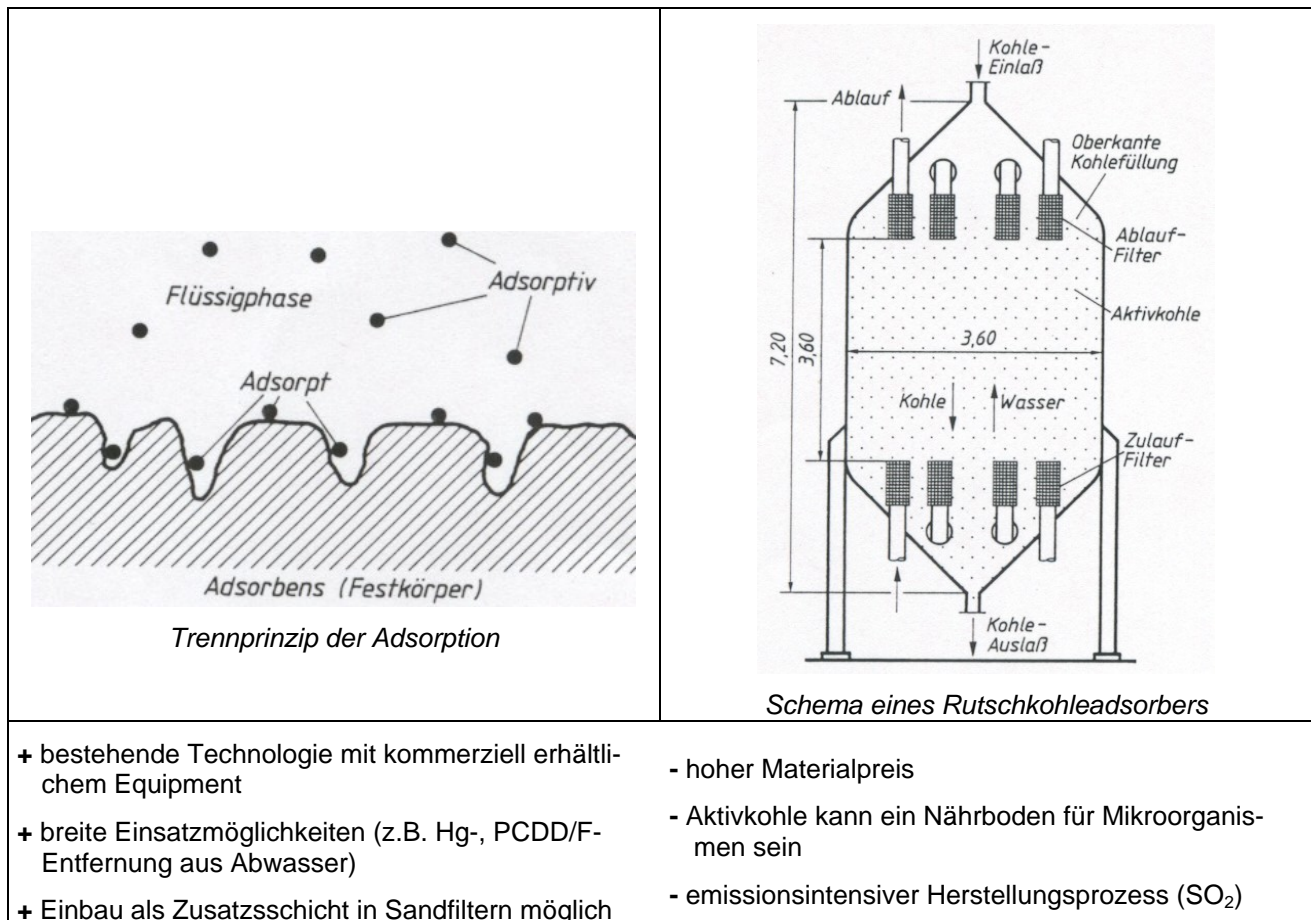 Flüssigphase
Adsorptiv
Adsorpt
Adsorbens (Festkörper)
Trennprinzip der Adsorption
Kohle-
Einlaß
Ablauf
Oberkante
Kohlefüllung
Ablauf-
Filter
Aktivkohle
7,20
3,60
3,60
Kohle
Wasser
Zulauf-
Filter
Kohle-
Auslaß
Schema eines Rutschkohleadsorbers
+ bestehende Technologie mit kommerziell erhältli-
chem Equipment
+ breite Einsatzmöglichkeiten (z.B. Hg-, PCDD/F-
Entfernung aus Abwasser)
+ Einbau als Zusatzsschicht in Sandfiltern möglich
- hoher Materialpreis
- Aktivkohle kann ein Nährboden für Mikroorganis-
men sein
- emissionsintensiver Herstellungsprozess (SO₂)